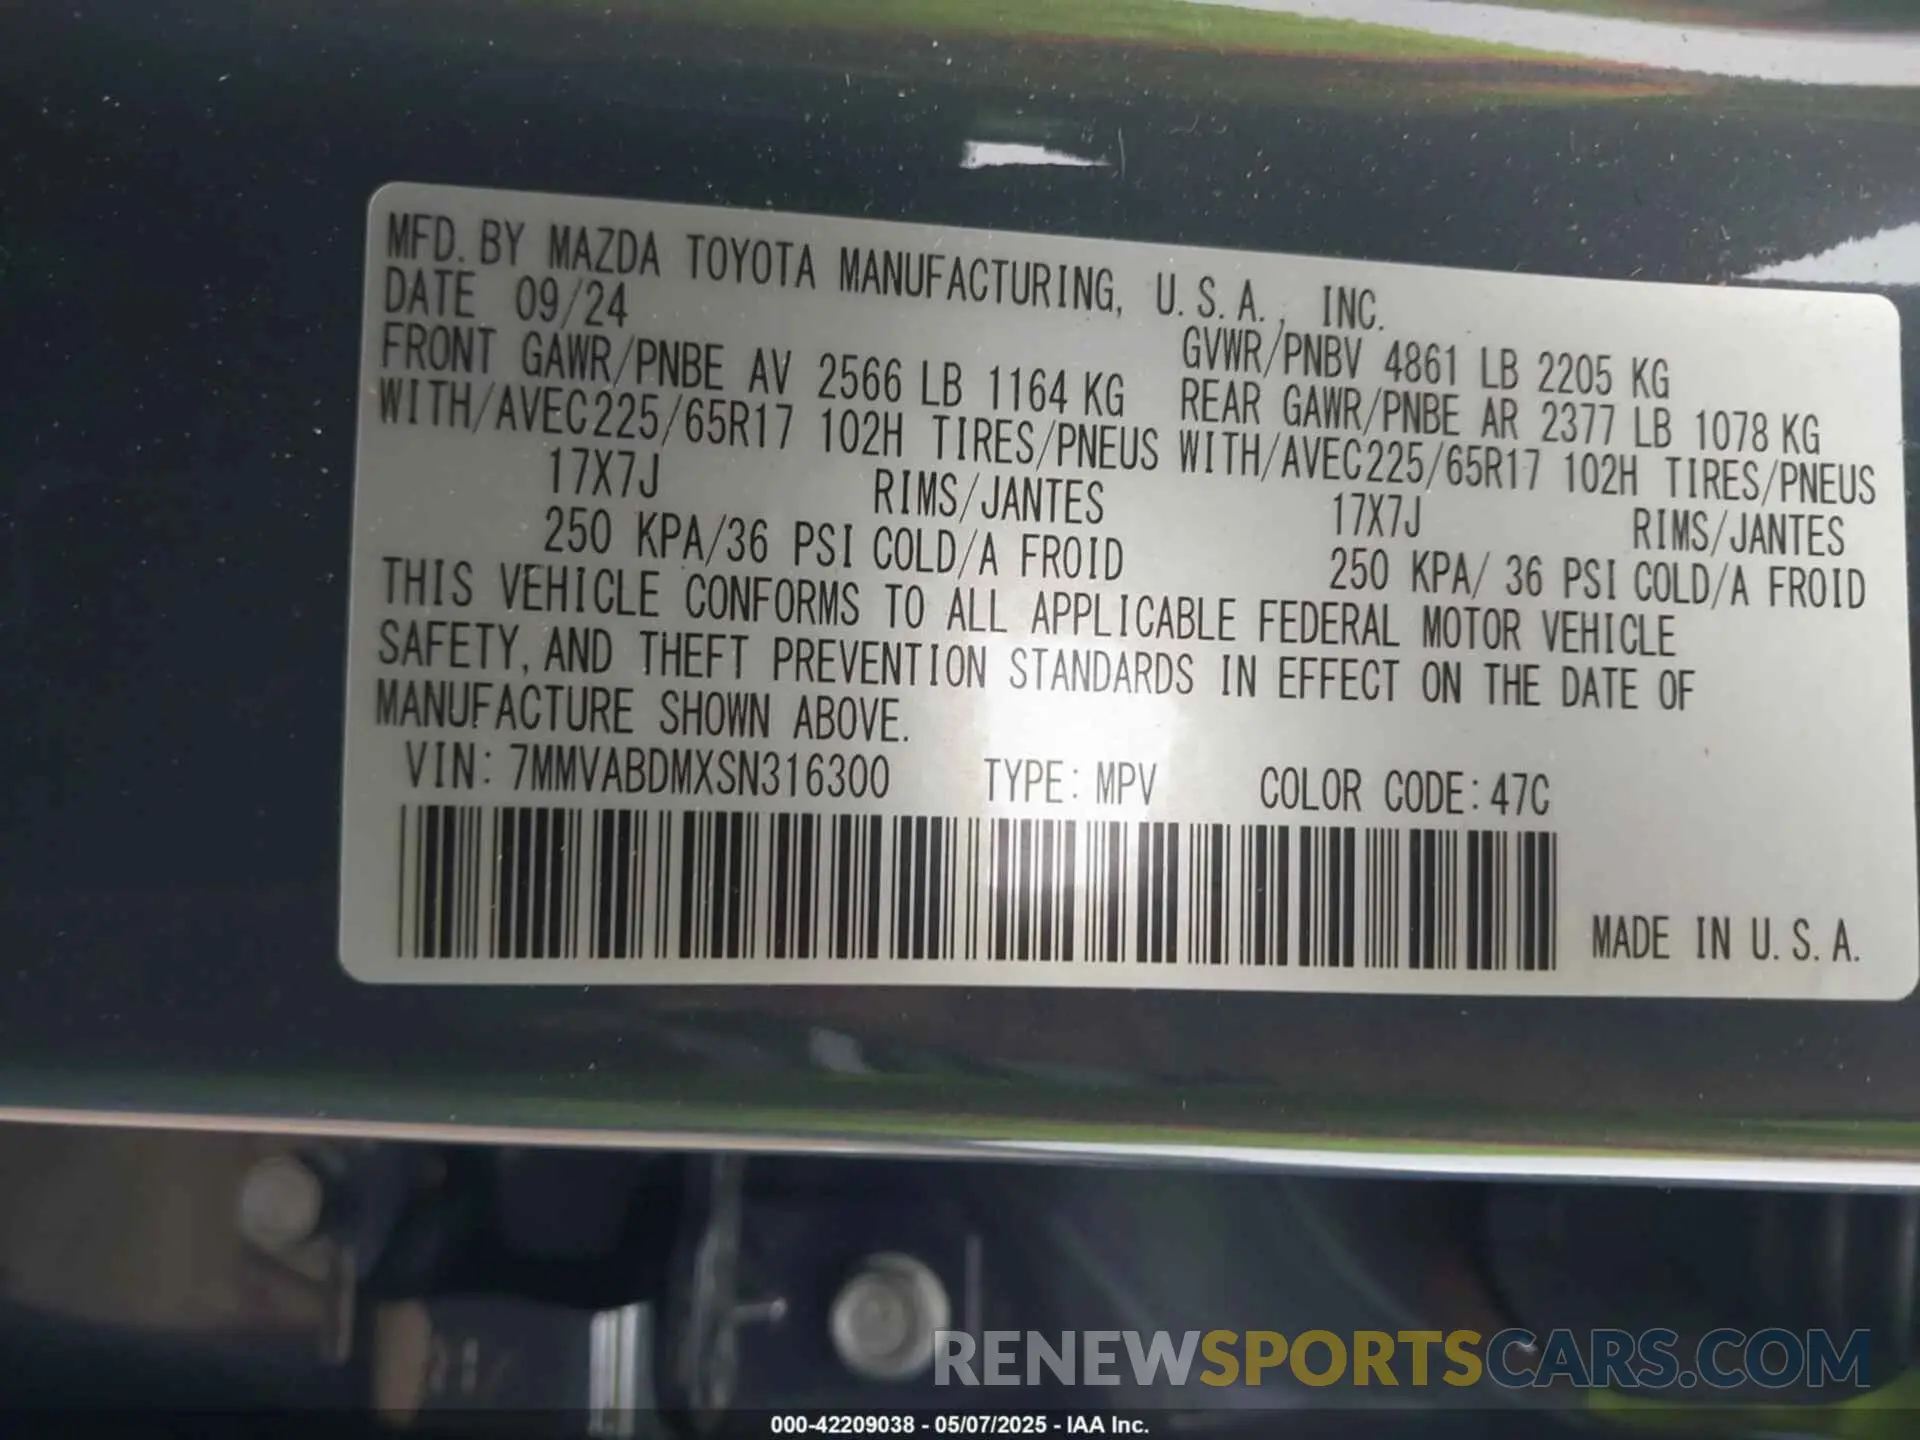 MFD. BY MAZDA TOYOTA MANUFACTURING, U.S.A., INC.
DATE 09/24
GVWR/PNBV 4861 LB 2205 KG
FRONT GAWR/PNBE AV 2566 LB 1164 KG
REAR GAWR/PNBE AR 2377 LB 1078 KG
WITH/AVEC225/65R17 102H TIRES/PNEUS WITH/AVEC225/65R17 102H TIRES/PNEUS
17X7J RIMS/JANTES 17X7J RIMS/JANTES
250 KPA/36 PSI COLD/A FROID 250 KPA/ 36 PSI COLD/A FROID
THIS VEHICLE CONFORMS TO ALL APPLICABLE FEDERAL MOTOR VEHICLE
SAFETY, AND THEFT PREVENTION STANDARDS IN EFFECT ON THE DATE OF
MANUFACTURE SHOWN ABOVE.
VIN: 7MMVABDMXSN316300 TYPE: MPV COLOR CODE: 47C
MADE IN U.S.A.
RENEWSPORTSCARS.COM
000-42209038 - 05/07/2025 - IAA Inc.